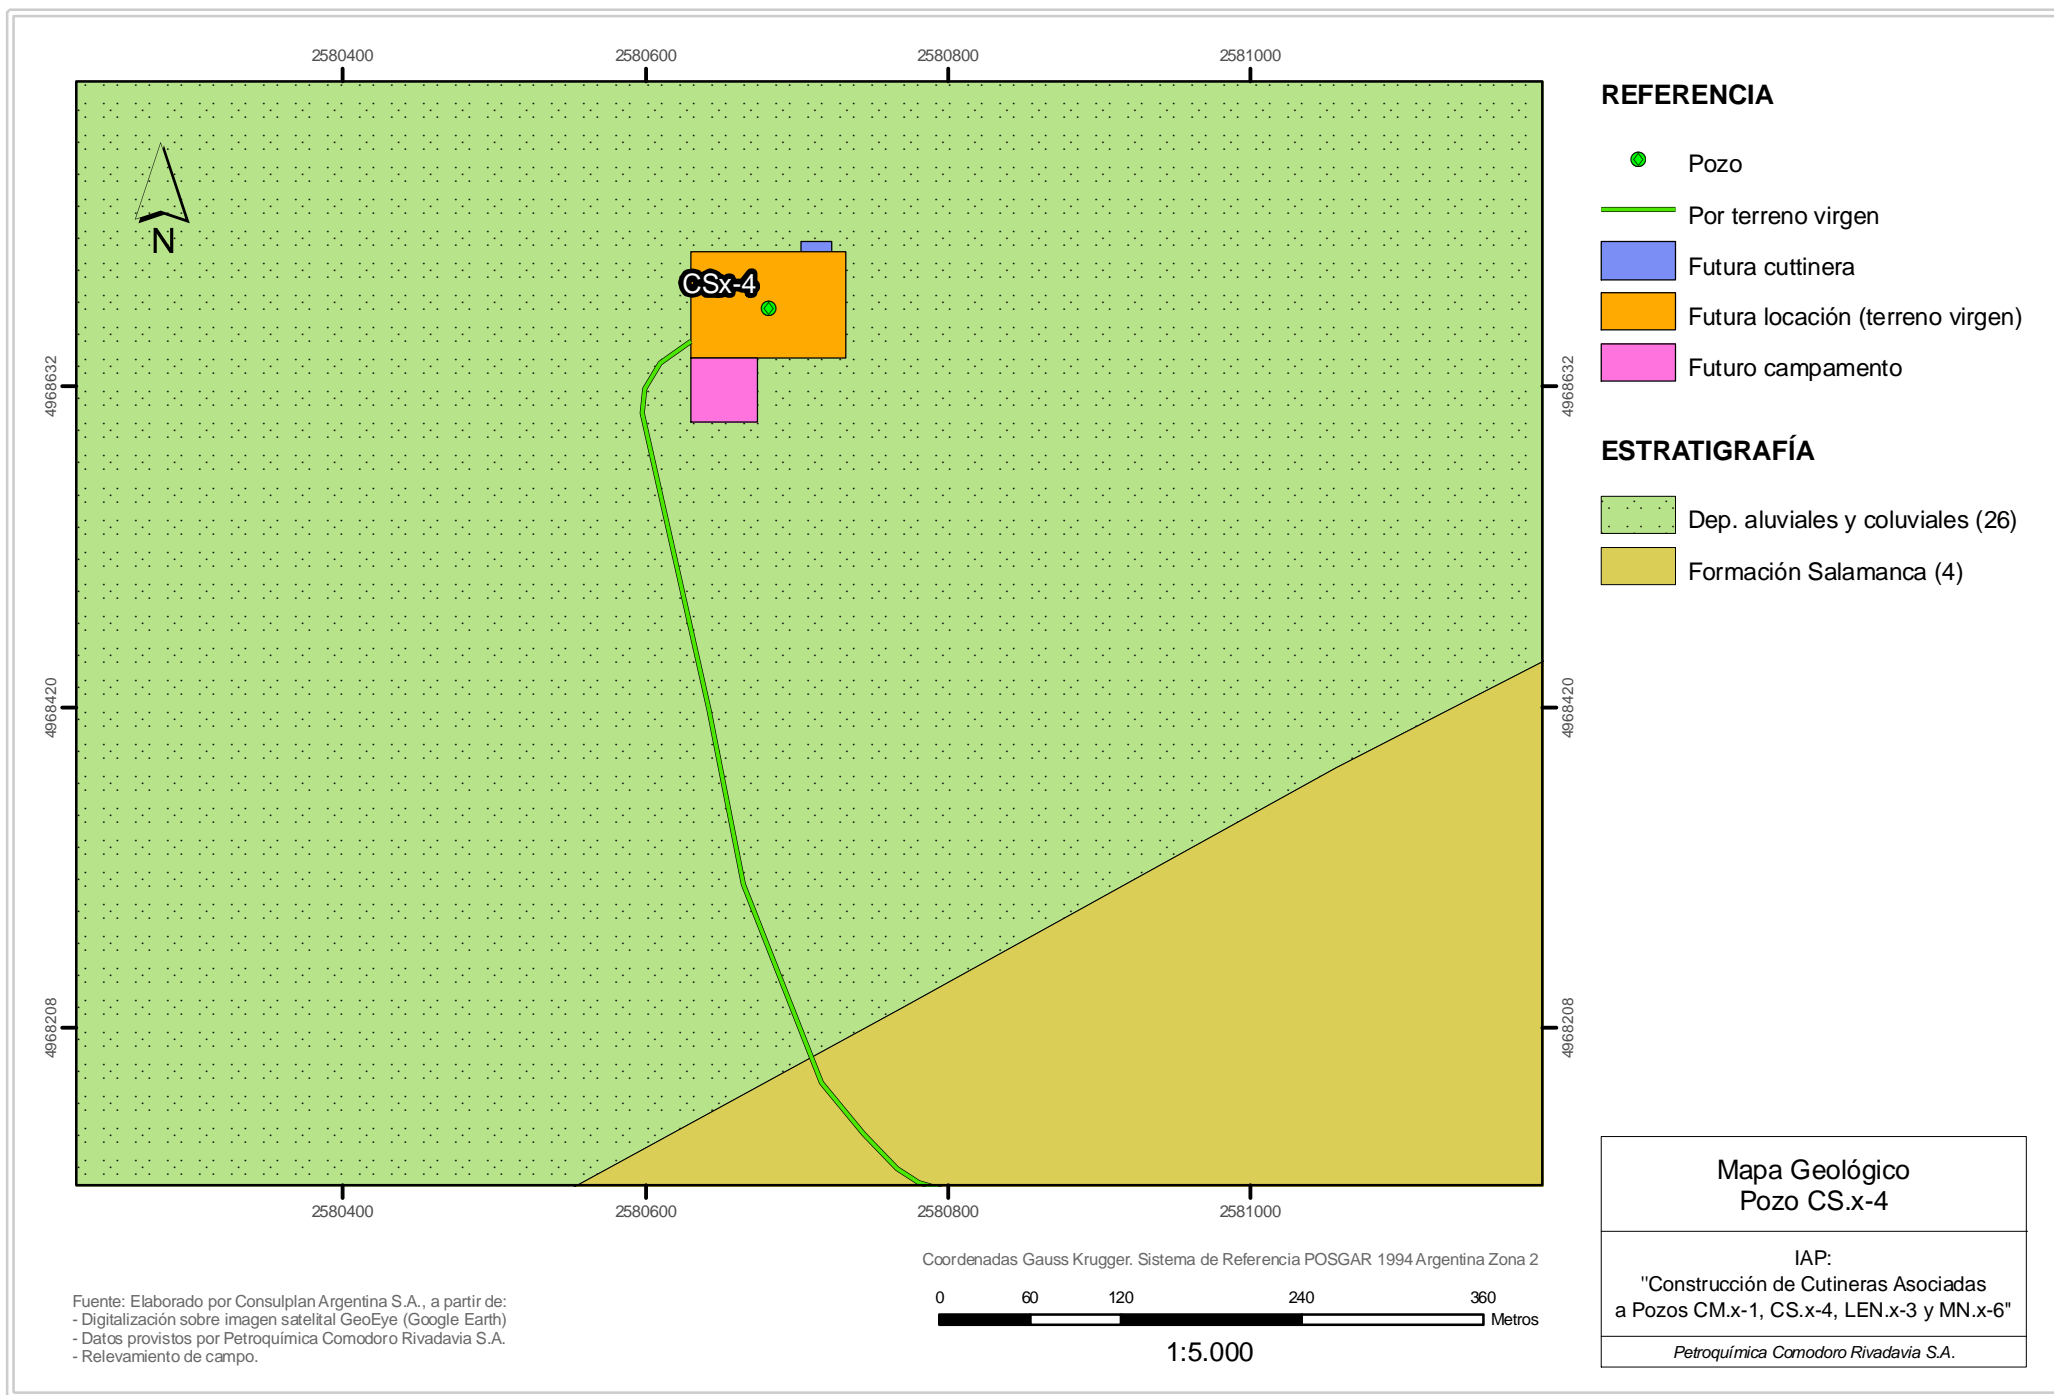 2580400
2580600
2580800
2581000
N
CSx-4
4968632
4968632
4968420
4968420
4968208
4968208
2580400
2580600
2580800
2581000
REFERENCIA
Pozo
Por terreno virgen
Futura cuttinera
Futura locación (terreno virgen)
Futuro campamento
ESTRATIGRAFÍA
Dep. aluviales y coluviales (26)
Formación Salamanca (4)
Coordenadas Gauss Krugger. Sistema de Referencia POSGAR 1994 Argentina Zona 2
0 60 120 240 360
Metros
1:5.000
Fuente: Elaborado por Consulplan Argentina S.A., a partir de:
- Digitalización sobre imagen satelital GeoEye (Google Earth)
- Datos provistos por Petroquímica Comodoro Rivadavia S.A.
- Relevamiento de campo.
Mapa Geológico
Pozo CS.x-4
IAP:
"Construcción de Cutineras Asociadas
a Pozos CM.x-1, CS.x-4, LEN.x-3 y MN.x-6"
Petroquímica Comodoro Rivadavia S.A.